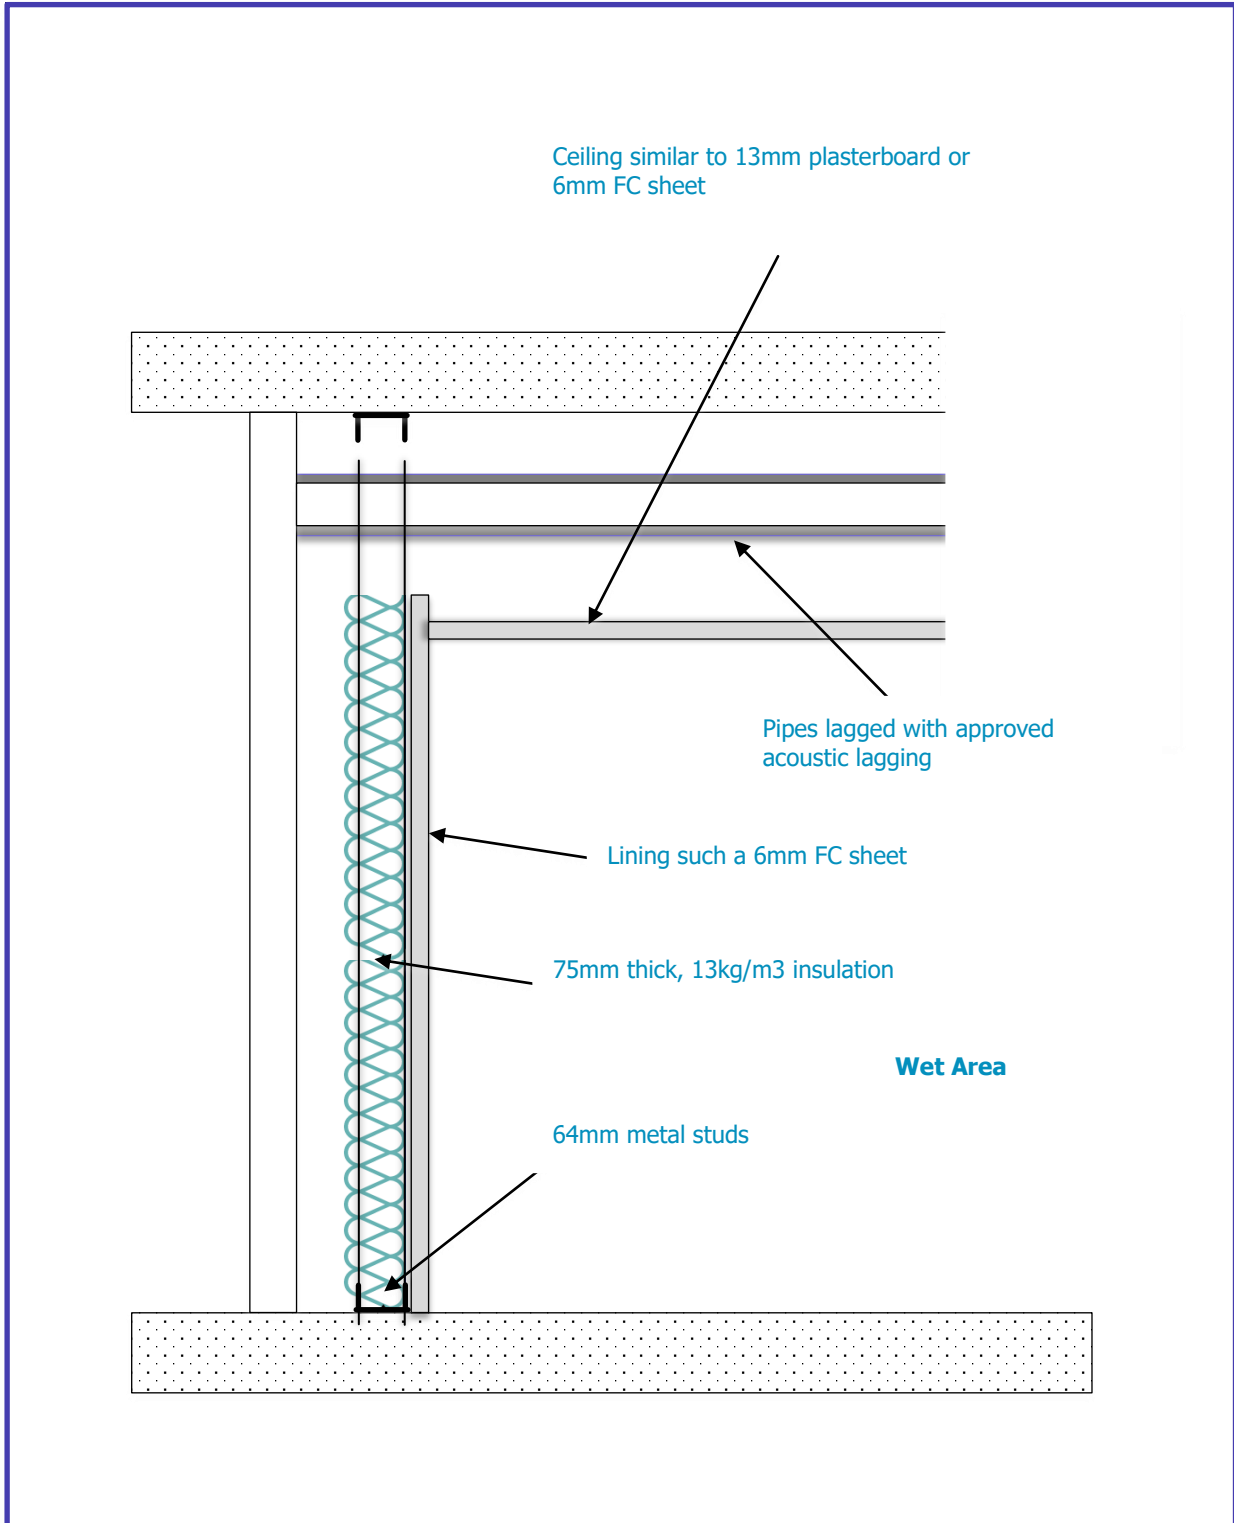 Ceiling similar to 13mm plasterboard or
6mm FC sheet
Pipes lagged with approved
acoustic lagging
Lining such a 6mm FC sheet
75mm thick, 13kg/m3 insulation
Wet Area
64mm metal studs